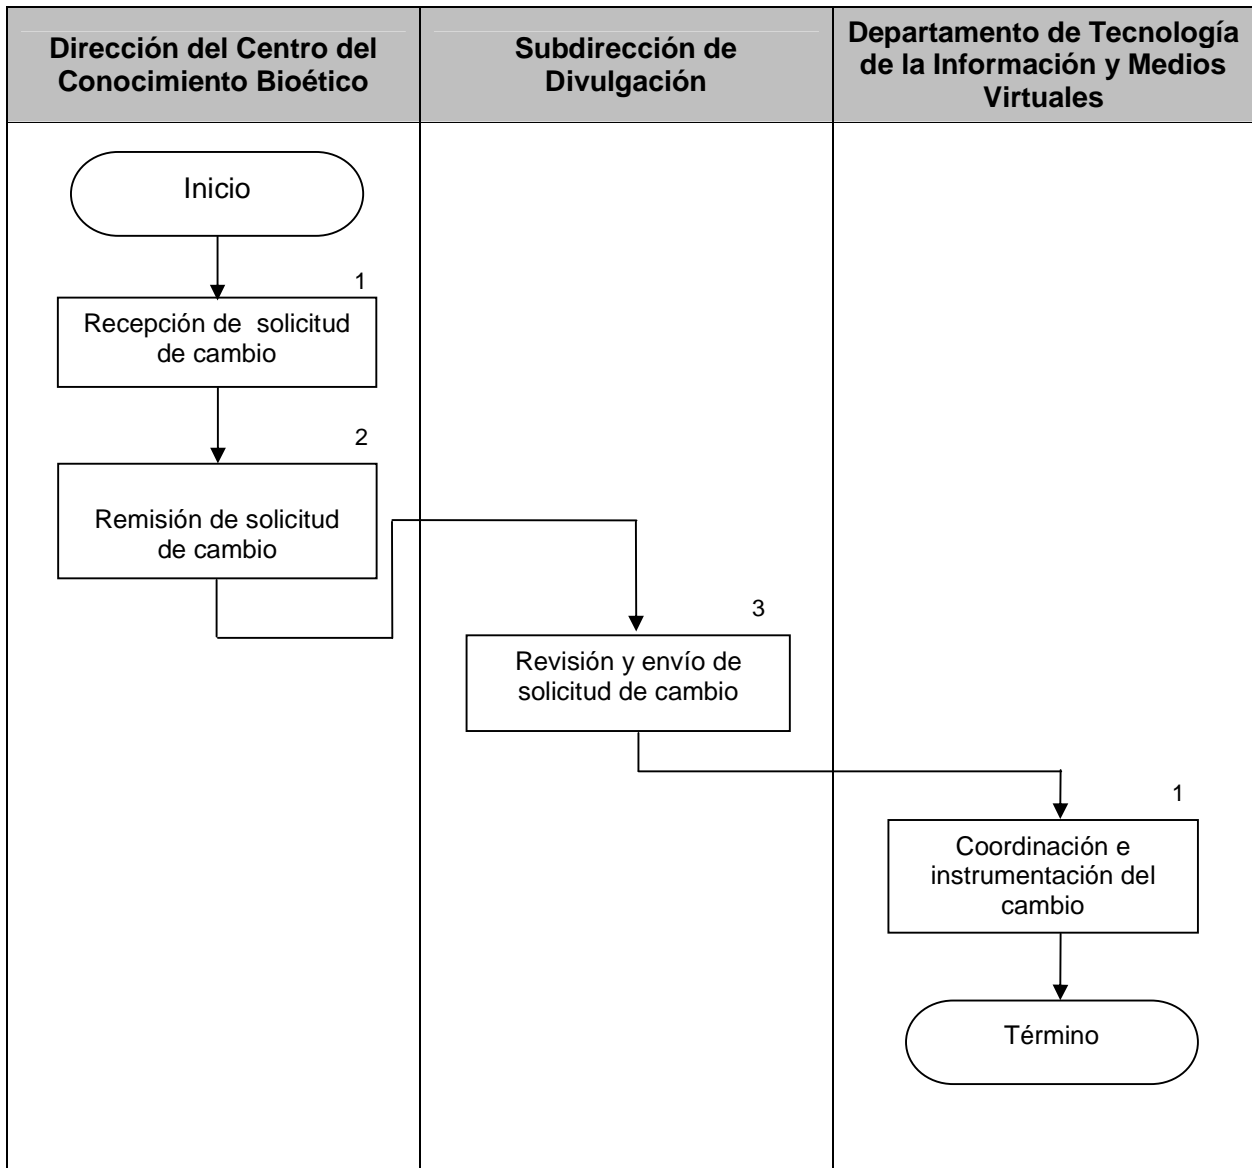 Dirección del Centro del
Conocimiento Bioético
Subdirección de
Divulgación
Departamento de Tecnología
de la Información y Medios
Virtuales
Inicio
1
Recepción de solicitud
de cambio
2
Remisión de solicitud
de cambio
3
Revisión y envío de
solicitud de cambio
1
Coordinación e
instrumentación del
cambio
Término